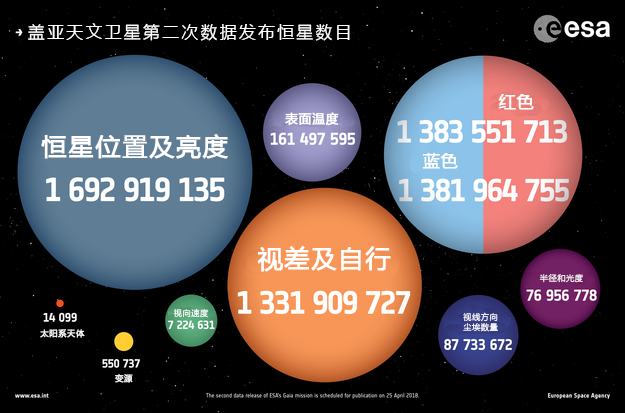 盖亚天文卫星第二次数据发布恒星数目
esa
恒星位置及亮度
1 692 919 135
表面温度
161 497 595
红色
1 383 551 713
蓝色
1 381 964 755
视差及自行
1 331 909 727
半径和光度
76 956 778
视线方向
尘埃数量
87 733 672
视向速度
7 224 631
14 099
太阳系天体
550 737
变源
www.esa.int
The second data release of ESA's Gaia mission is scheduled for publication on 25 April 2018.
European Space Agency